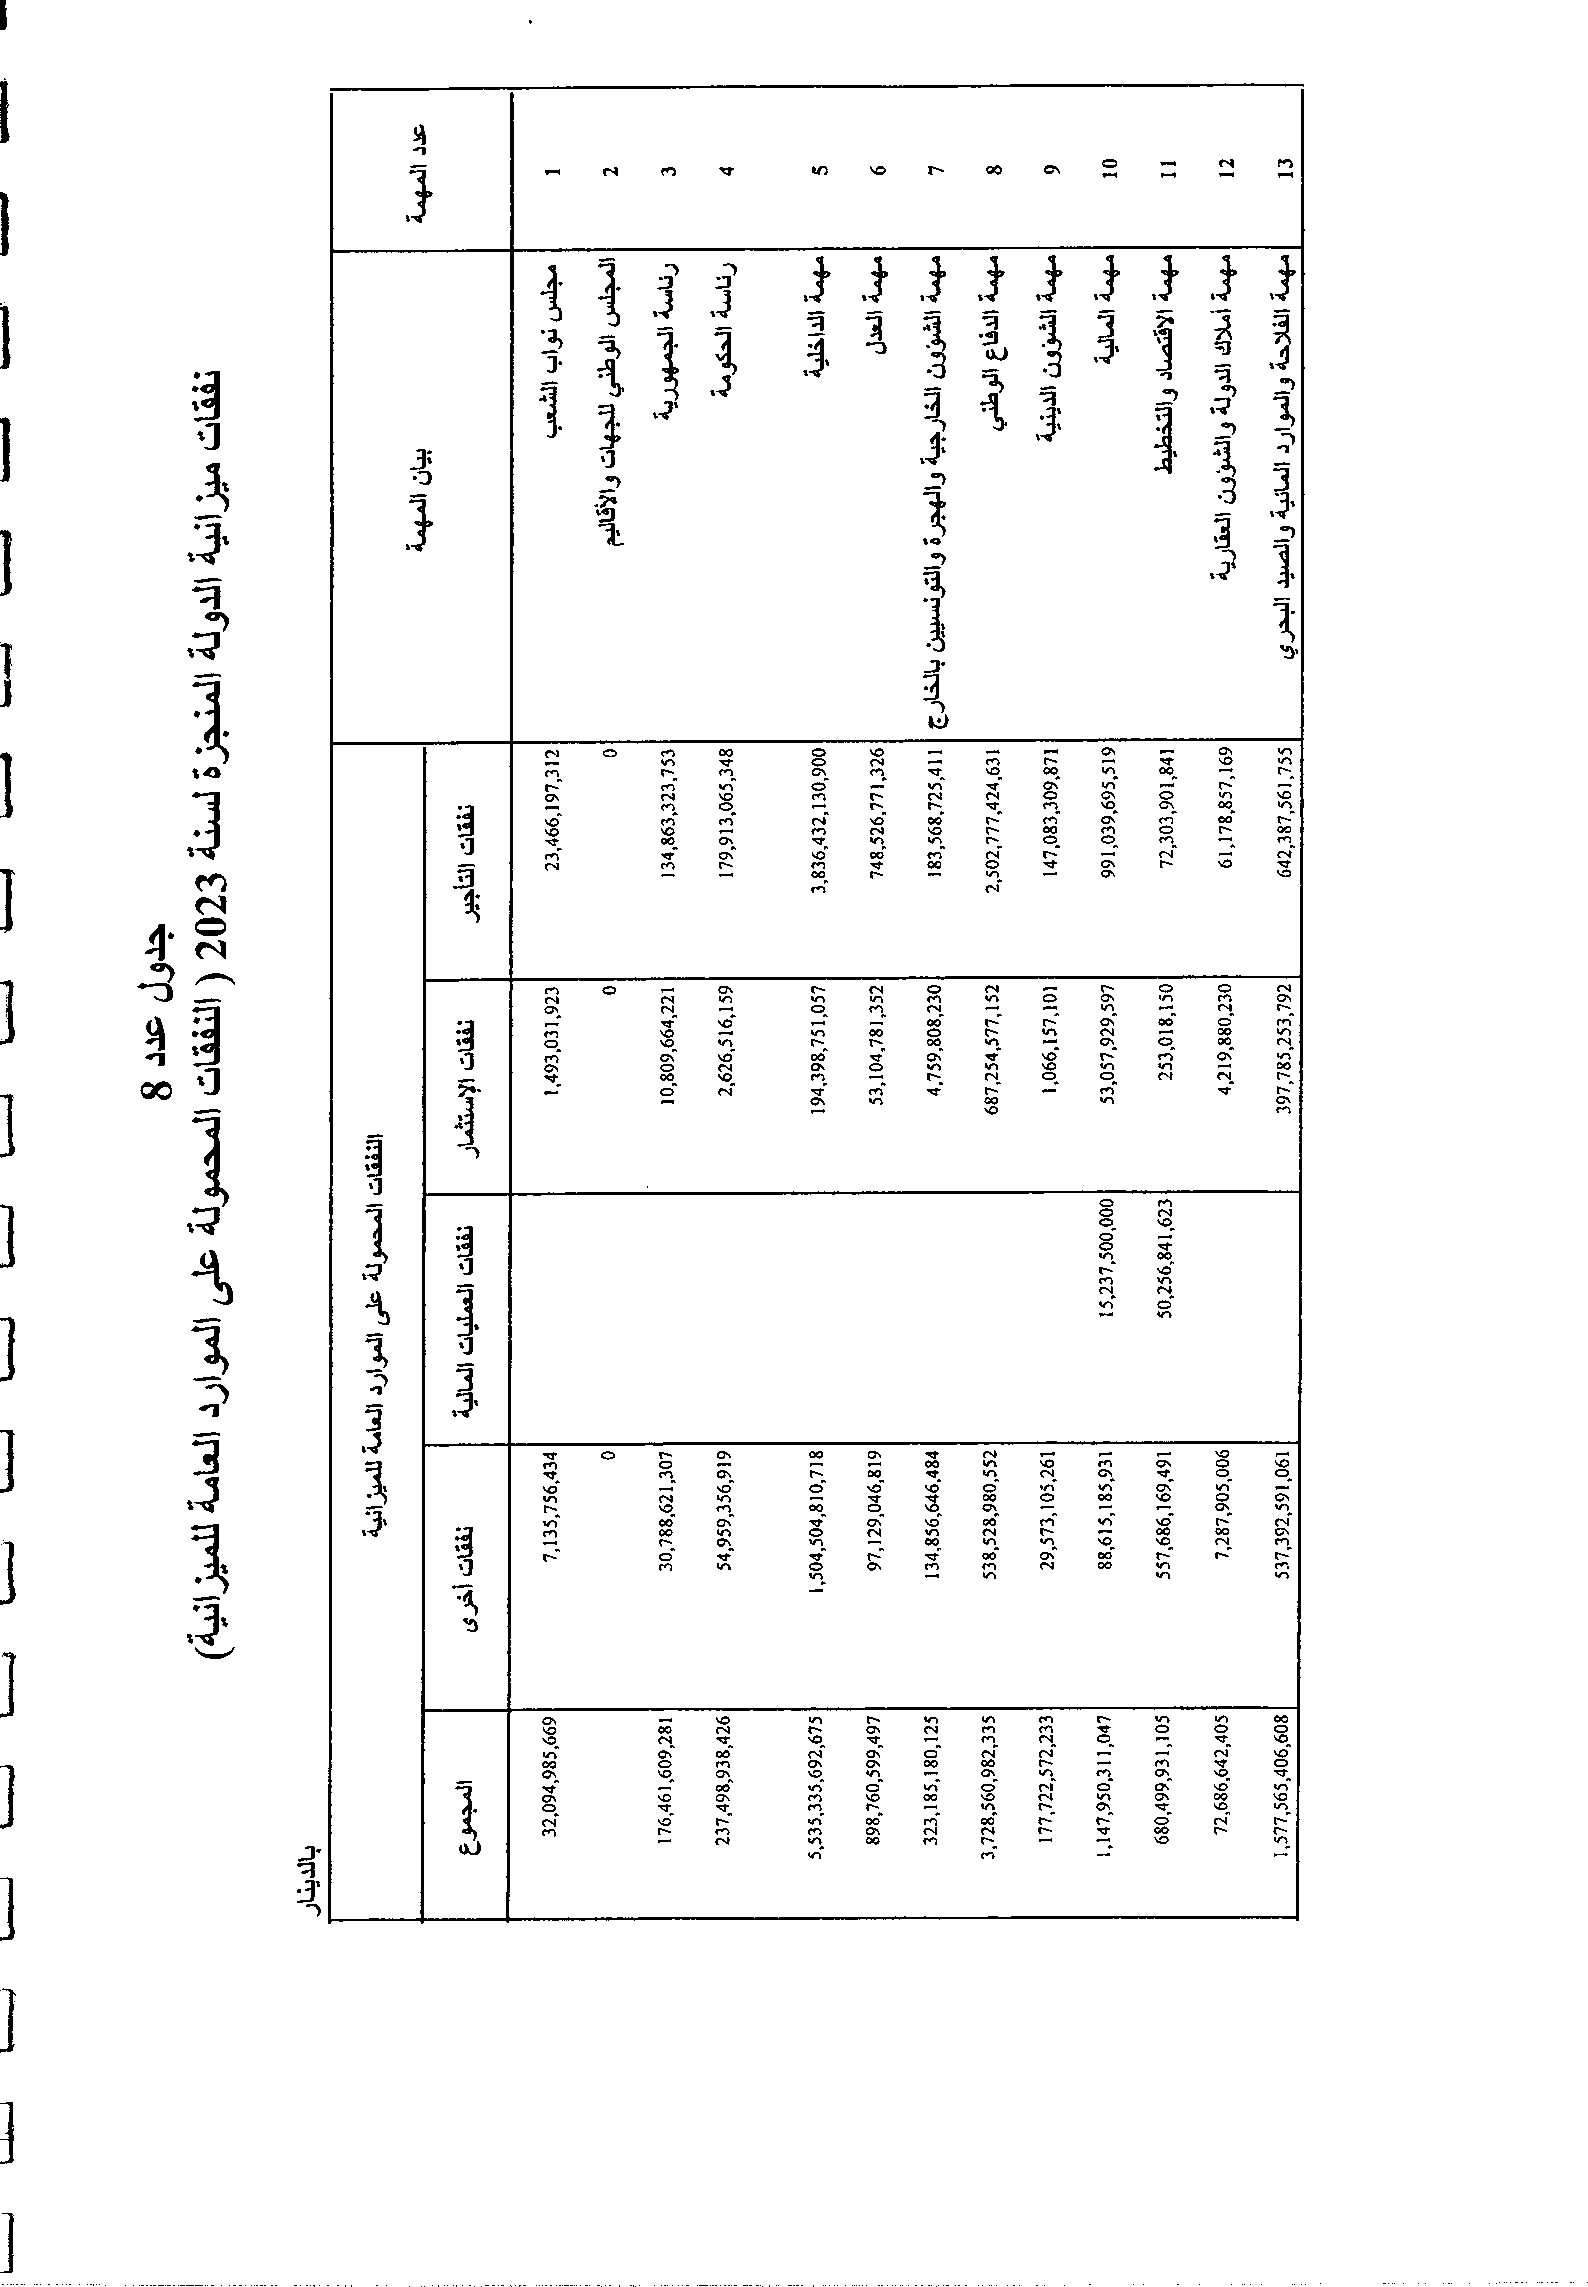 جدول عدد 8
نفقات ميزانية الدولة المنجزة لسنة 2023 ( النفقات المحمولة على الموارد العامة للميزانية)
بالدينار
عدد المهمة بيان المهمة النفقات المحمولة على الموارد العامة للميزانية
نفقات التأجير نفقات الإستثمار نفقات العمليات المالية نفقات أخرى المجموع
1 مجلس نواب الشعب 23,466,197,312 1,493,031,923 7,135,756,434 32,094,985,669
2 المجلس الوطني للجهات والأقاليم 0 0 0
3 رئاسة الجمهورية 134,863,323,753 10,809,664,221 30,788,621,307 176,461,609,281
4 رئاسة الحكومة 179,913,065,348 2,626,516,159 54,959,356,919 237,498,938,426
5 مهمة الداخلية 3,836,432,130,900 194,398,751,057 1,504,504,810,718 5,535,335,692,675
6 مهمة العدل 748,526,771,326 53,104,781,352 97,129,046,819 898,760,599,497
7 مهمة الشؤون الخارجية والهجرة والتونسيين بالخارج 183,568,725,411 4,759,808,230 134,856,646,484 323,185,180,125
8 مهمة الدفاع الوطني 2,502,777,424,631 687,254,577,152 538,528,980,552 3,728,560,982,335
9 مهمة الشؤون الدينية 147,083,309,871 1,066,157,101 29,573,105,261 177,722,572,233
10 مهمة المالية 991,039,695,519 53,057,929,597 15,237,500,000 88,615,185,931 1,147,950,311,047
11 مهمة الاقتصاد والتخطيط 72,303,901,841 253,018,150 50,256,841,623 557,686,169,491 680,499,931,105
12 مهمة أملاك الدولة والشؤون العقارية 61,178,857,169 4,219,880,230 7,287,905,006 72,686,642,405
13 مهمة الفلاحة والموارد المائية والصيد البحري 642,387,561,755 397,785,253,792 537,392,591,061 1,577,565,406,608